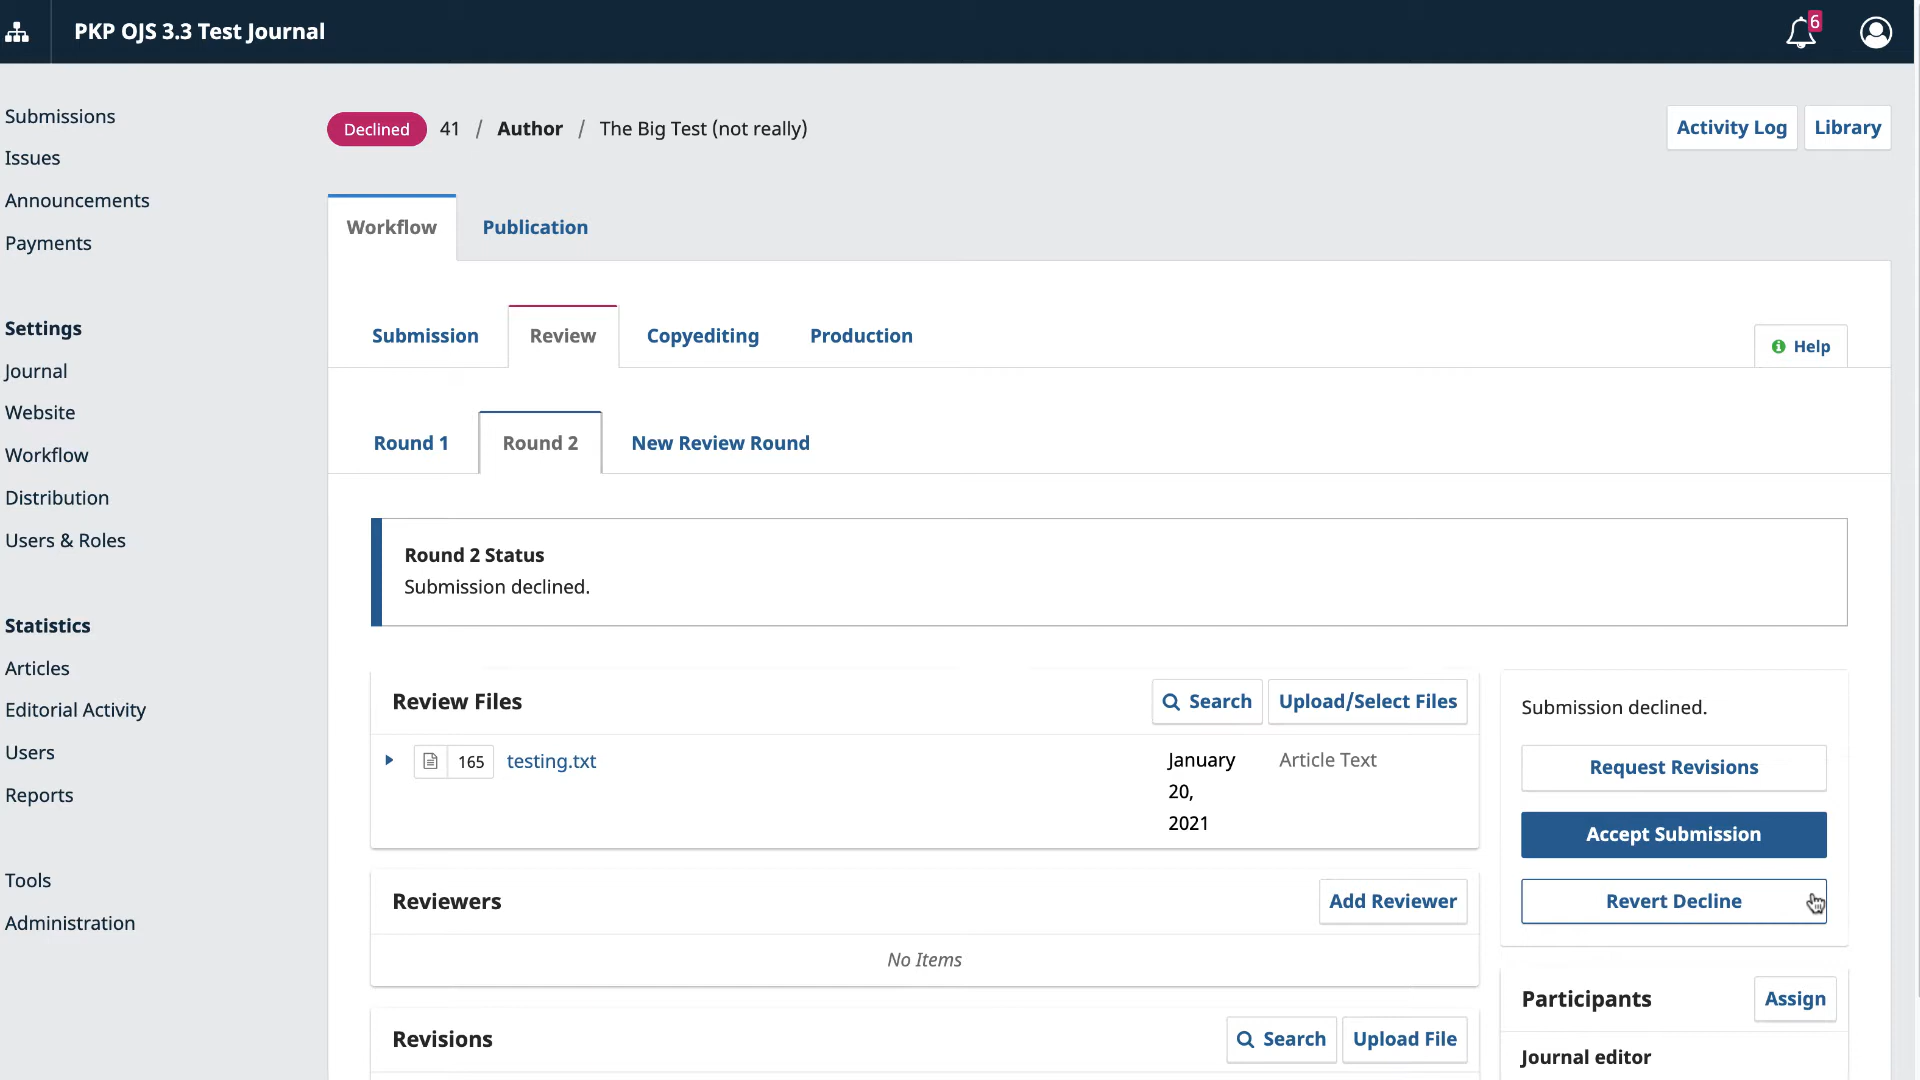 PKP OJS 3.3 Test Journal
6
Submissions
Issues
Announcements
Payments
Settings
Journal
Website
Workflow
Distribution
Users & Roles
Statistics
Articles
Editorial Activity
Users
Reports
Tools
Administration
Declined 41 / Author / The Big Test (not really)
Activity Log
Library
Workflow
Publication
Submission
Review
Copyediting
Production
Help
Round 1
Round 2
New Review Round
Round 2 Status
Submission declined.
Review Files
Search
Upload/Select Files
165
testing.txt
January
20,
2021
Article Text
Reviewers
Add Reviewer
No Items
Revisions
Search
Upload File
Submission declined.
Request Revisions
Accept Submission
Revert Decline
Participants
Assign
Journal editor